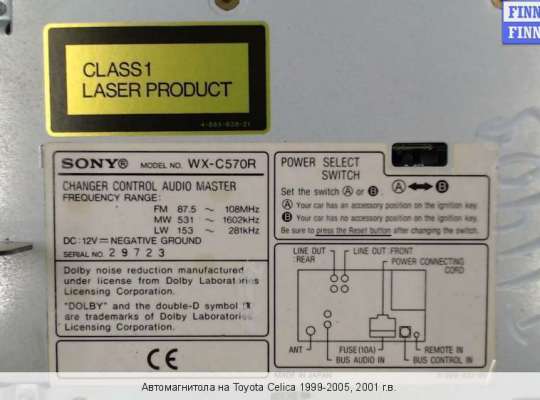 FINN
FINN
CLASS 1
LASER PRODUCT
SONY® MODEL NO. WX-C570R
CHANGER CONTROL AUDIO MASTER
FREQUENCY RANGE:
FM 87.5 ~ 108MHz
MW 531 ~ 1602kHz
LW 153 ~ 281kHz
DC⎓12V NEGATIVE GROUND
SERIAL NO. 29723
Dolby noise reduction manufactured
under license from Dolby Laboratories
Licensing Corporation.
"DOLBY" and the double-D symbol
are trademarks of Dolby Laboratories
Licensing Corporation.
CE
POWER SELECT
SWITCH
Set the switch Ⓐ or Ⓑ. Ⓐ ↔ Ⓑ
Ⓐ Your car has an accessory position on the ignition key.
Ⓑ Your car has no accessory position on the ignition key.
Be sure to press the Reset button after changing the switch.
LINE OUT:
REAR
LINE OUT:FRONT
POWER CONNECTING
CORD
ANT
FUSE(10A)
REMOTE IN
BUS AUDIO IN
BUS CONTROL IN
MADE IN JAPAN
Автомагнитола на Toyota Celica 1999-2005, 2001 г.в.